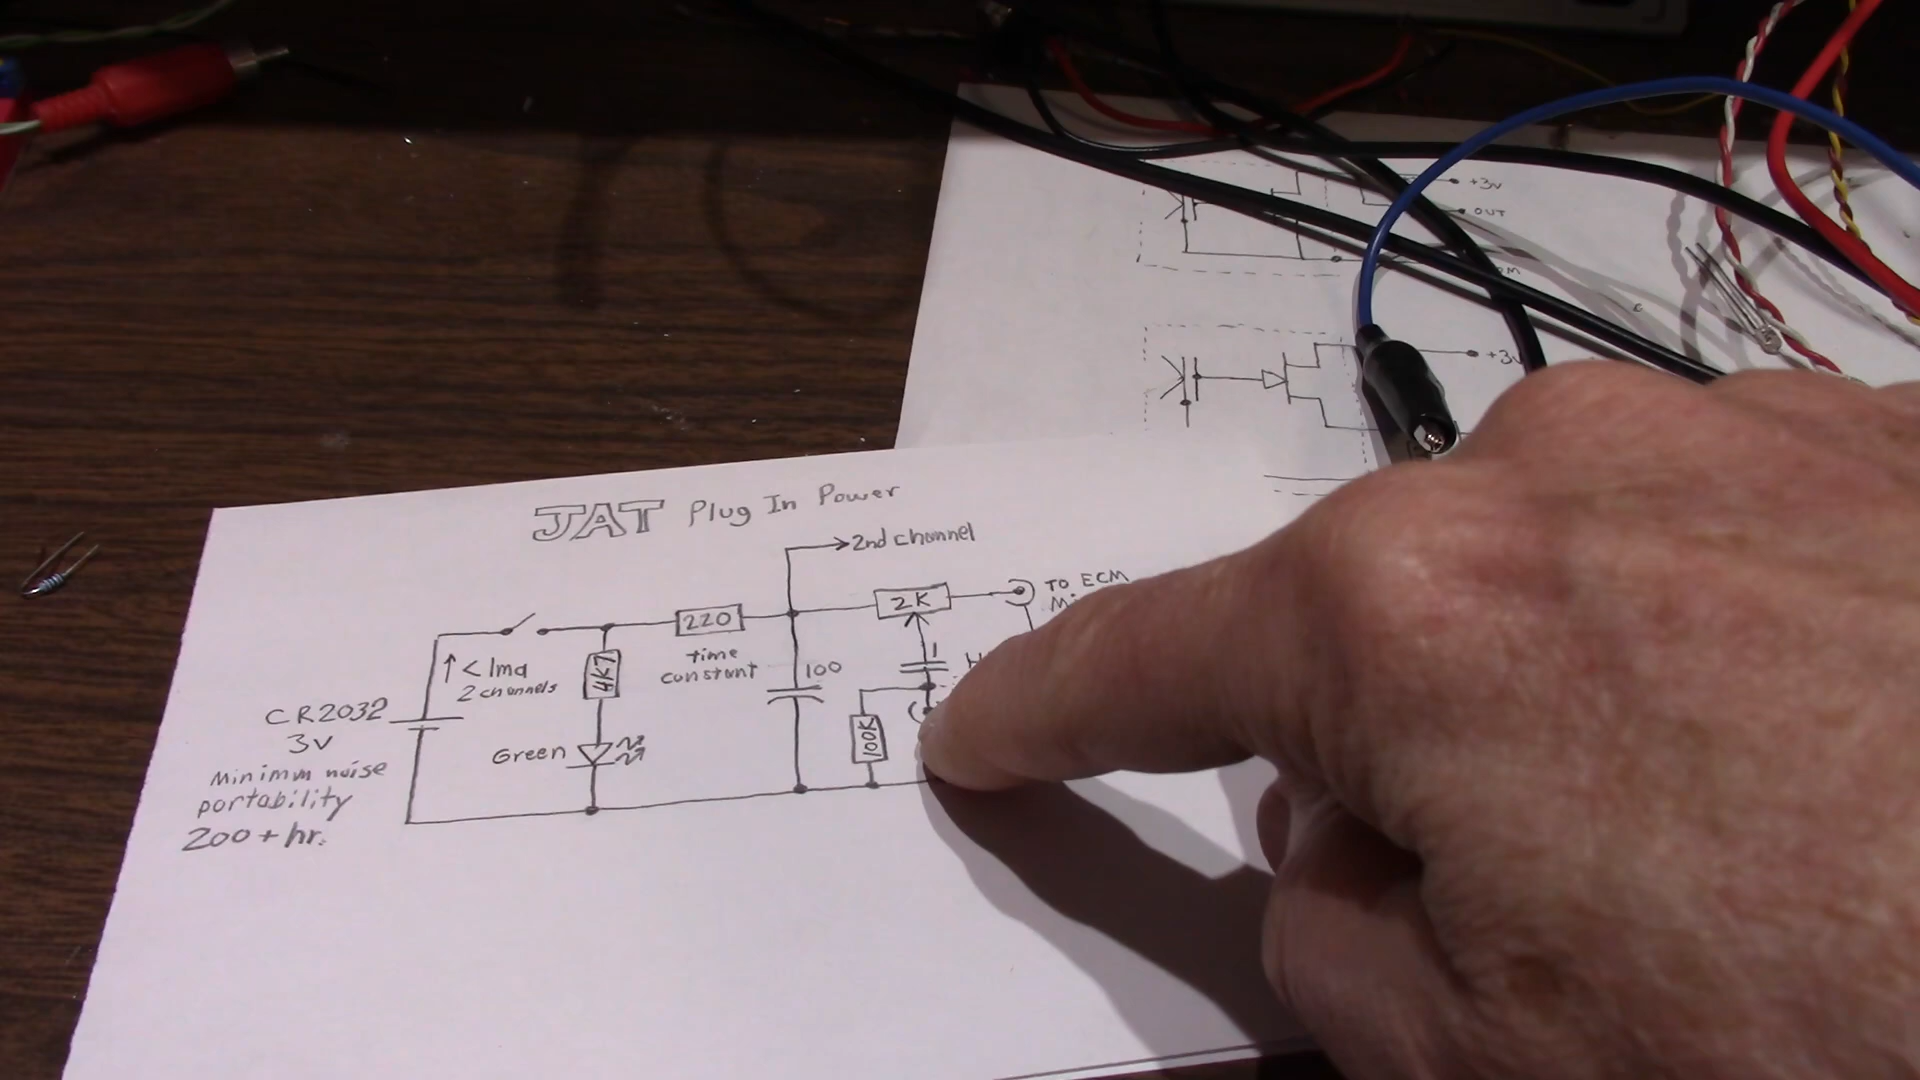 +3v
OUT
+3v
JAT Plug In Power
2nd channel
2K
TO ECM
220
time
constant
1
100
4K7
< 1ma
2 channels
CR2032
3V
Green
100K
Minimm noise
portability
200 + hr.